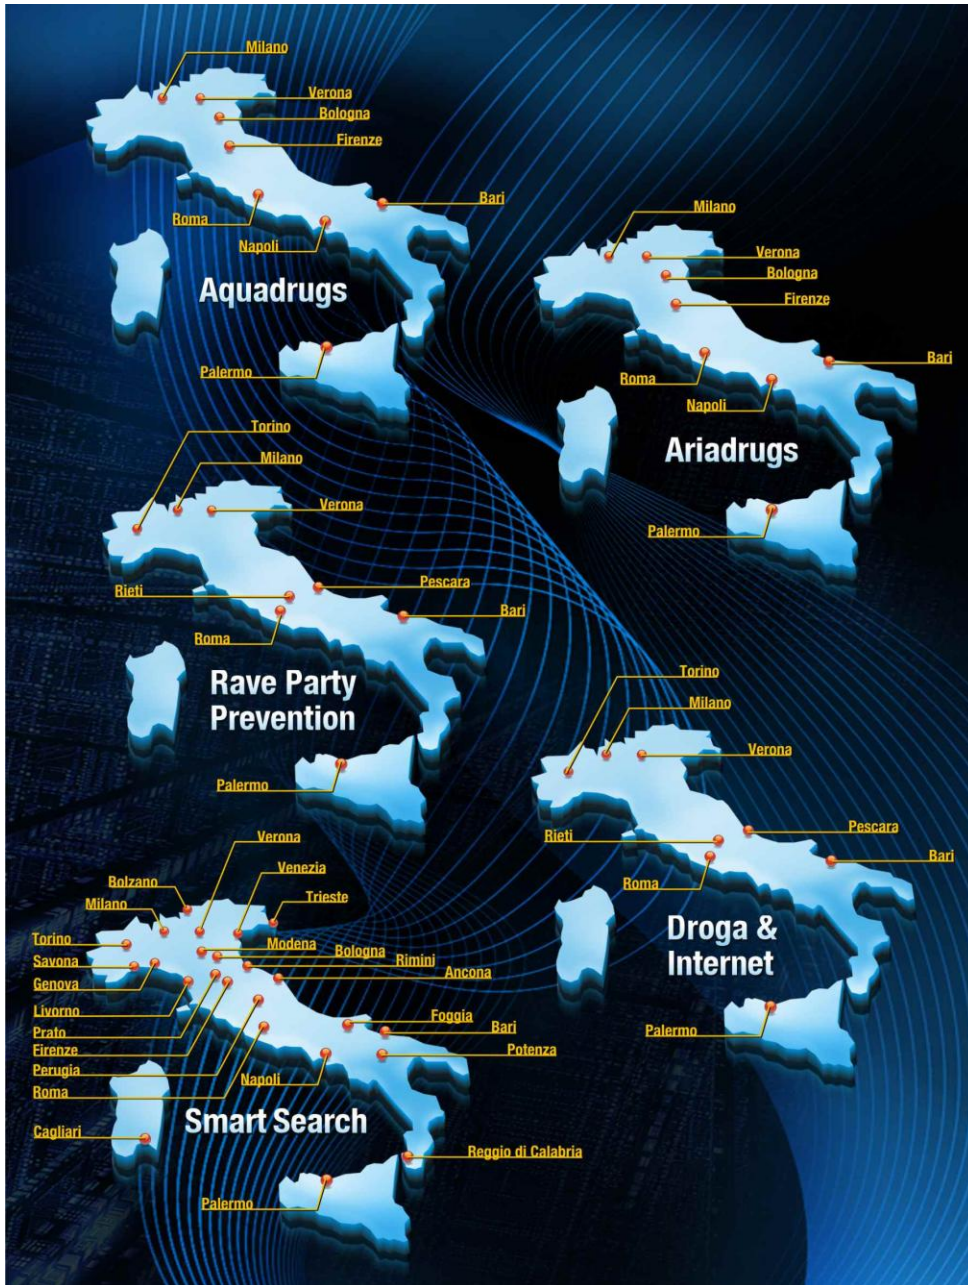 Milano
Verona
Bologna
Firenze
Bari
Roma
Napoli
Aquadrugs
Palermo
Milano
Verona
Bologna
Firenze
Bari
Roma
Napoli
Ariadrugs
Palermo
Torino
Milano
Verona
Pescara
Rieti
Bari
Roma
Rave Party
Prevention
Palermo
Torino
Milano
Verona
Pescara
Rieti
Bari
Roma
Droga &
Internet
Palermo
Verona
Venezia
Bolzano
Trieste
Milano
Torino
Modena
Bologna
Rimini
Savona
Ancona
Genova
Livorno
Foggia
Prato
Bari
Firenze
Potenza
Perugia
Napoli
Roma
Smart Search
Cagliari
Reggio di Calabria
Palermo